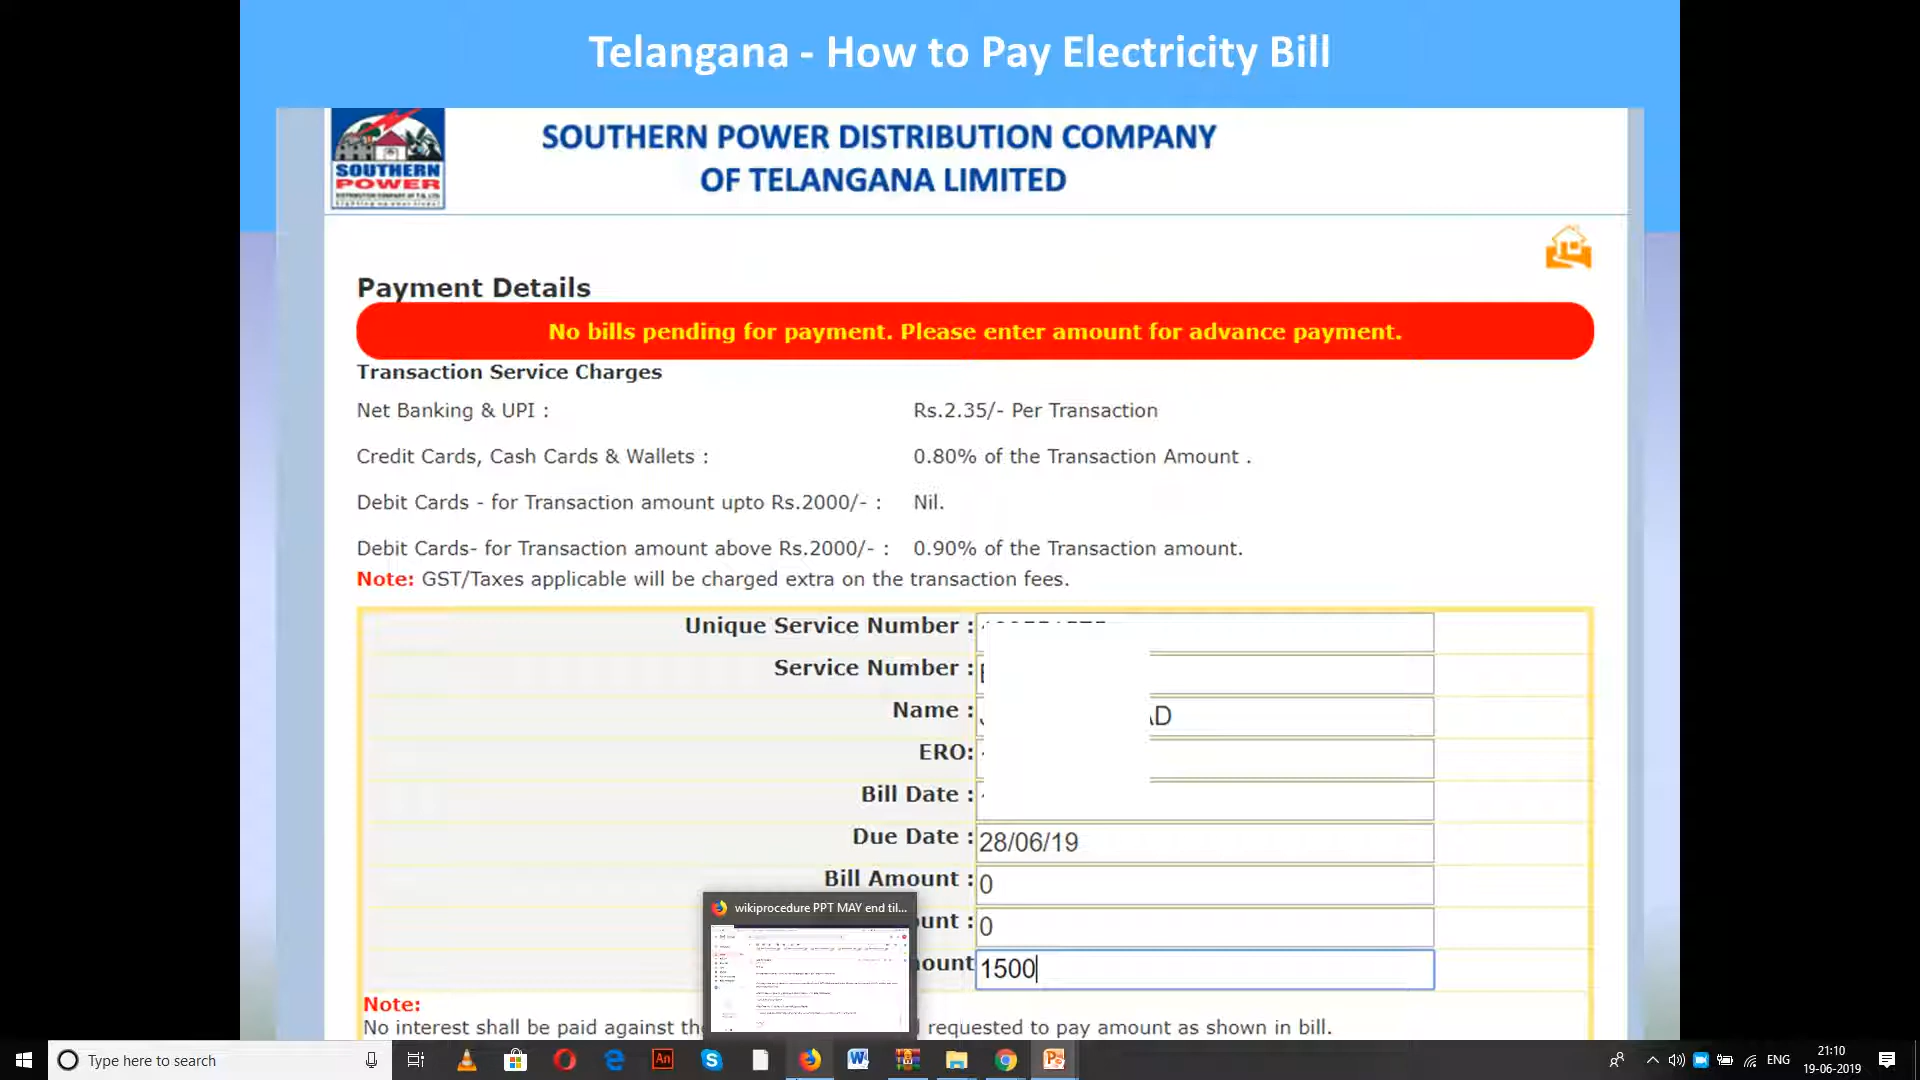 Telangana - How to Pay Electricity Bill
SOUTHERN POWER DISTRIBUTION COMPANY
OF TELANGANA LIMITED
SOUTHERN
POWER
Payment Details
No bills pending for payment. Please enter amount for advance payment.
Transaction Service Charges
Net Banking & UPI : Rs.2.35/- Per Transaction
Credit Cards, Cash Cards & Wallets : 0.80% of the Transaction Amount .
Debit Cards - for Transaction amount upto Rs.2000/- : Nil.
Debit Cards- for Transaction amount above Rs.2000/- : 0.90% of the Transaction amount.
Note: GST/Taxes applicable will be charged extra on the transaction fees.
Unique Service Number :
Service Number :
Name : AD
ERO:
Bill Date :
Due Date : 28/06/19
Bill Amount : 0
ount : 0
ount 1500
wikiprocedure PPT MAY end til...
Note:
No interest shall be paid against the requested to pay amount as shown in bill.
Type here to search
ENG
21:10
19-06-2019